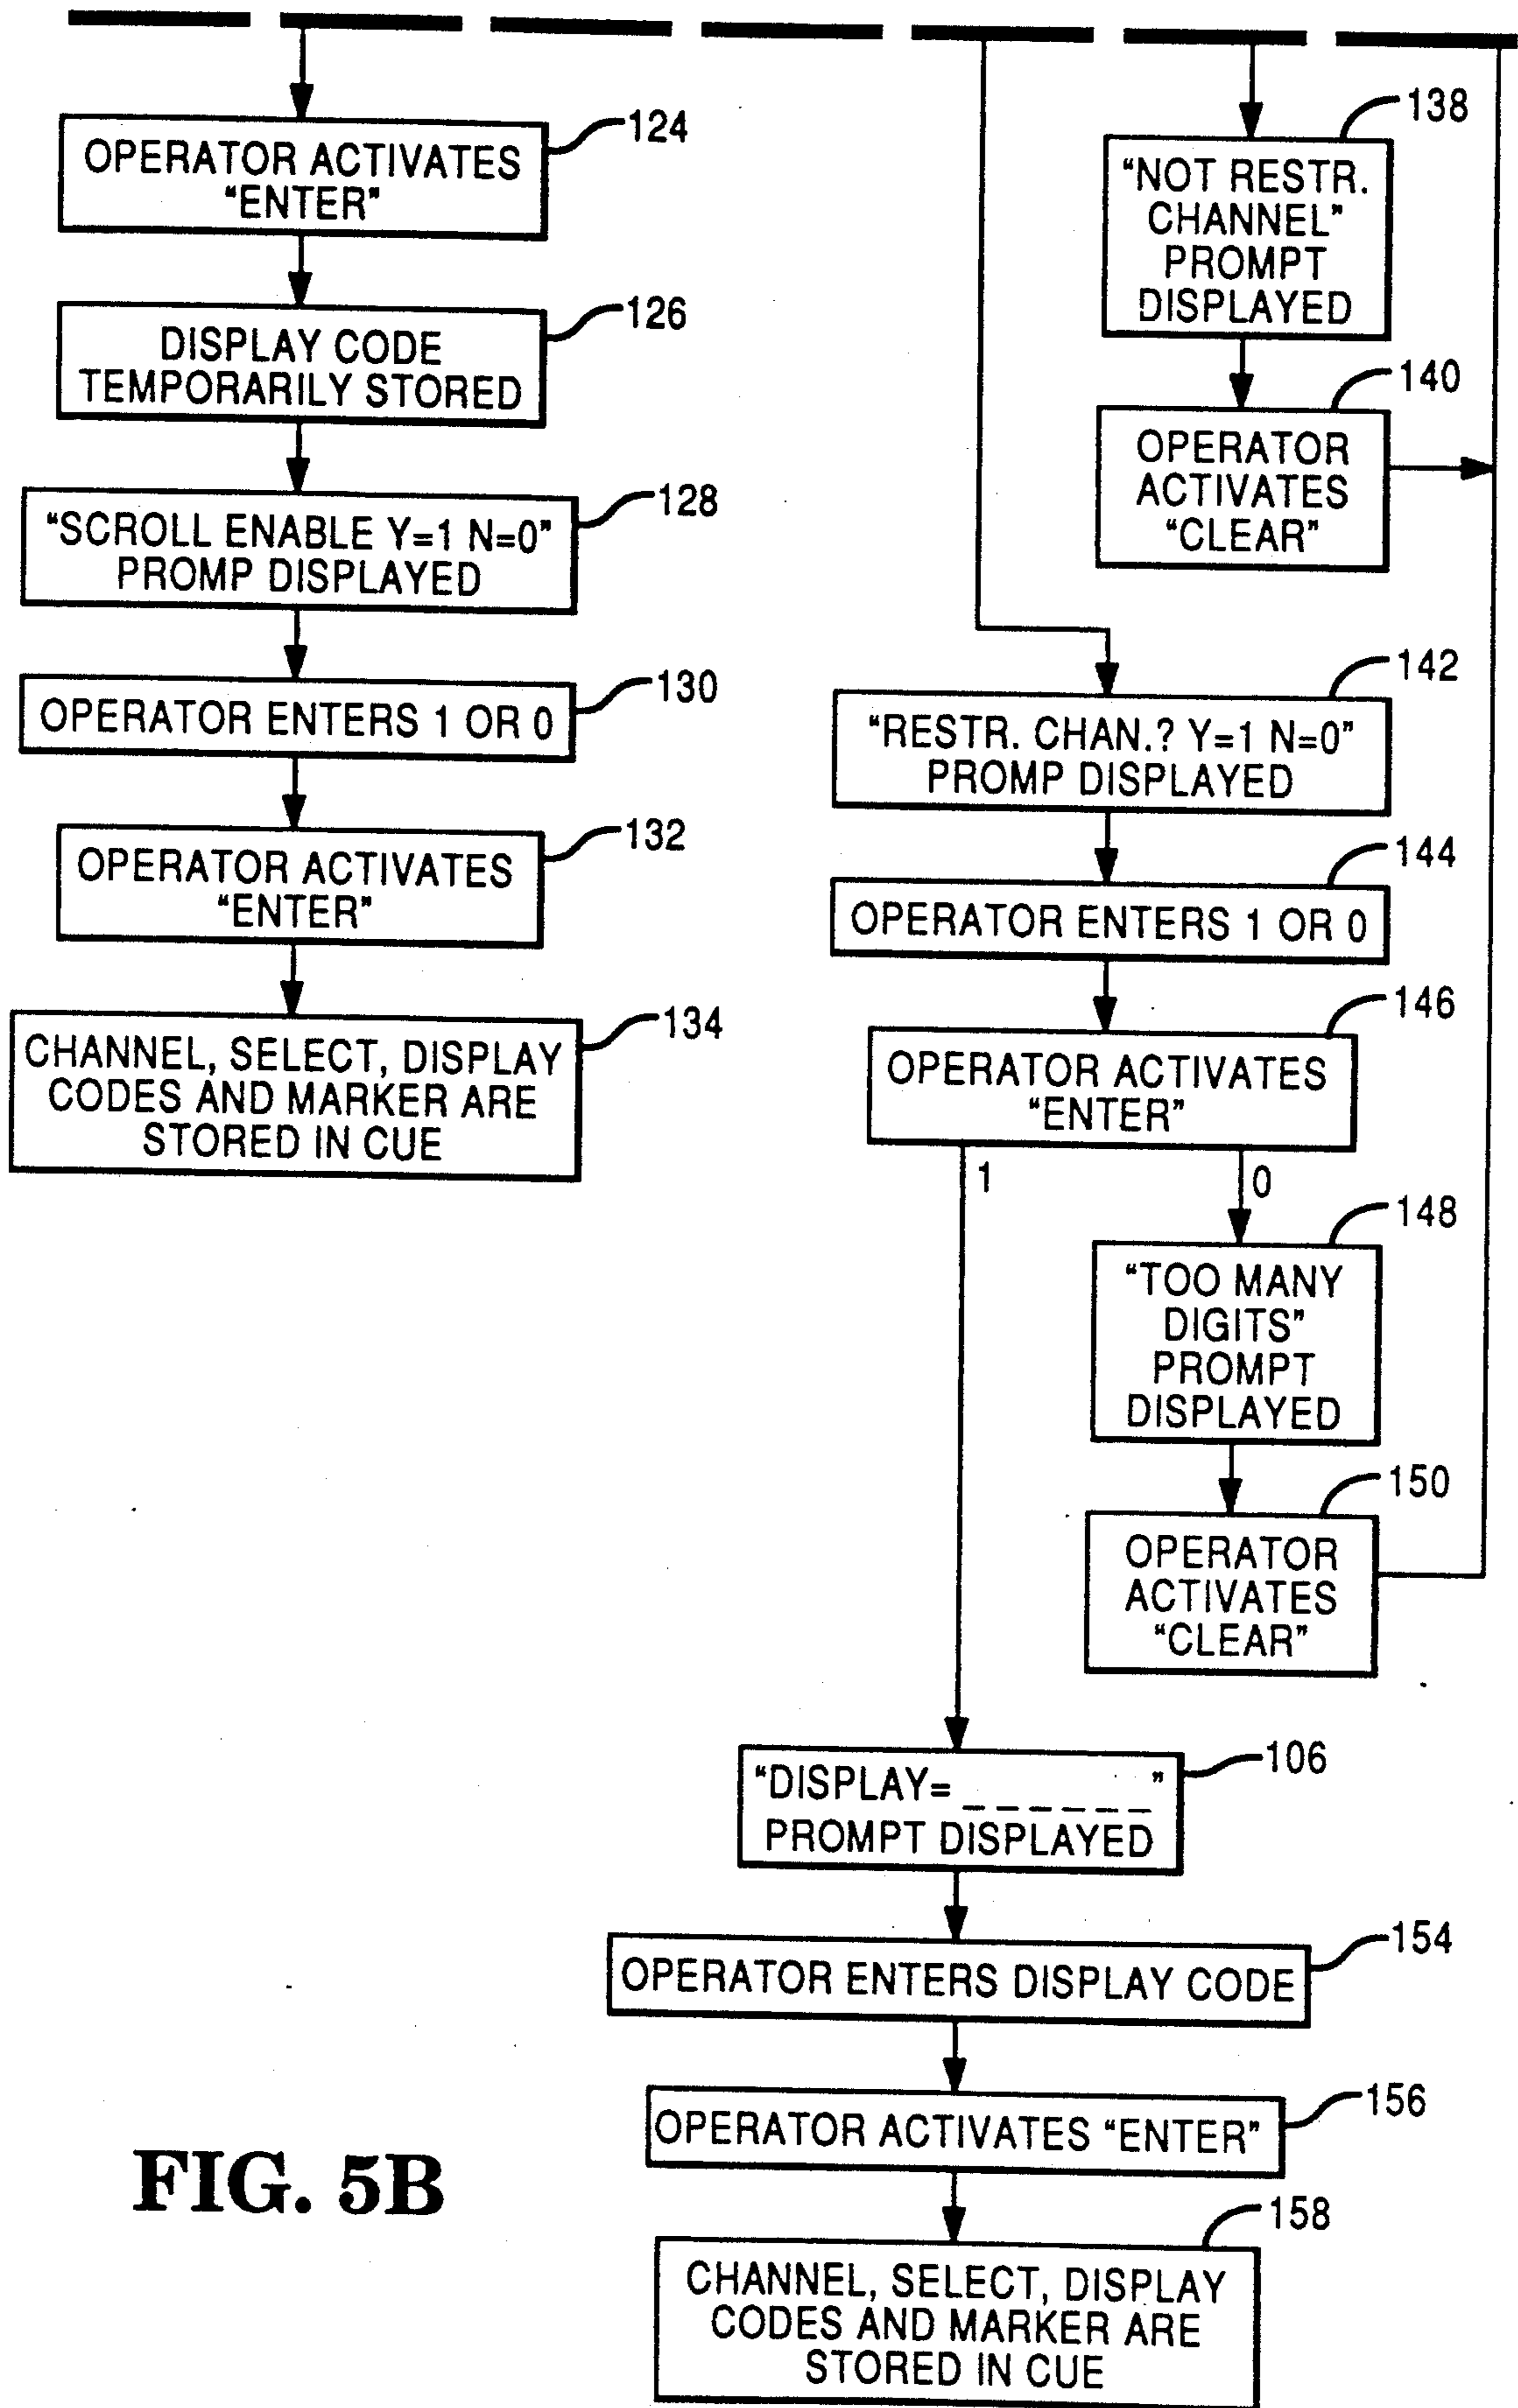 124
OPERATOR ACTIVATES
“ENTER”
126
DISPLAY CODE
TEMPORARILY STORED
128
“SCROLL ENABLE Y=1 N=0”
PROMP DISPLAYED
130
OPERATOR ENTERS 1 OR 0
132
OPERATOR ACTIVATES
“ENTER”
134
CHANNEL, SELECT, DISPLAY
CODES AND MARKER ARE
STORED IN CUE
138
“NOT RESTR.
CHANNEL”
PROMPT
DISPLAYED
140
OPERATOR
ACTIVATES
“CLEAR”
142
“RESTR. CHAN.? Y=1 N=0”
PROMP DISPLAYED
144
OPERATOR ENTERS 1 OR 0
146
OPERATOR ACTIVATES
“ENTER”
1
0
148
“TOO MANY
DIGITS”
PROMPT
DISPLAYED
150
OPERATOR
ACTIVATES
“CLEAR”
106
“DISPLAY= _ _ _ _ _ _”
PROMPT DISPLAYED
154
OPERATOR ENTERS DISPLAY CODE
156
OPERATOR ACTIVATES “ENTER”
158
CHANNEL, SELECT, DISPLAY
CODES AND MARKER ARE
STORED IN CUE
FIG. 5B